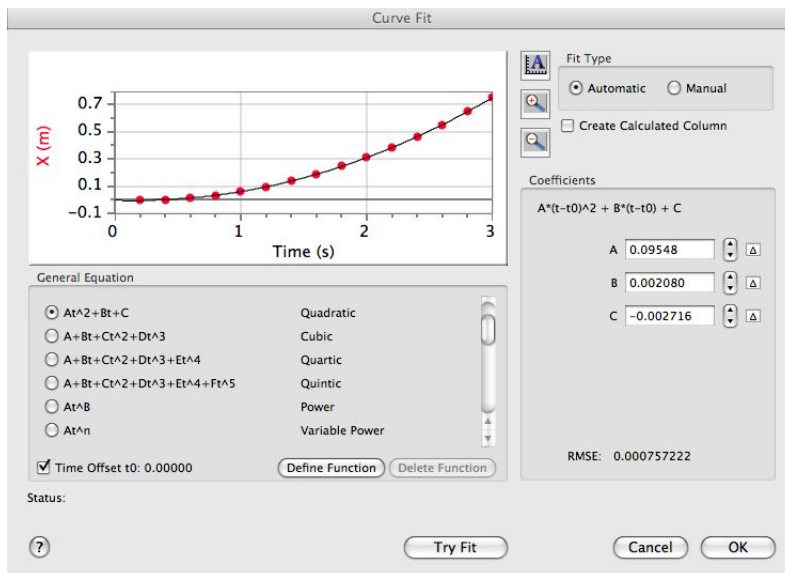 Curve Fit
X (m)
0.7
0.5
0.3
0.1
-0.1
0
1
2
3
Time (s)
A
Fit Type
Automatic
Manual
Create Calculated Column
Coefficients
A*(t-t0)^2 + B*(t-t0) + C
A 0.09548 Δ
B 0.002080 Δ
C -0.002716 Δ
RMSE: 0.000757222
General Equation
At^2+Bt+C Quadratic
A+Bt+Ct^2+Dt^3 Cubic
A+Bt+Ct^2+Dt^3+Et^4 Quartic
A+Bt+Ct^2+Dt^3+Et^4+Ft^5 Quintic
At^B Power
At^n Variable Power
Time Offset t0: 0.00000
Define Function
Delete Function
Status:
?
Try Fit
Cancel
OK